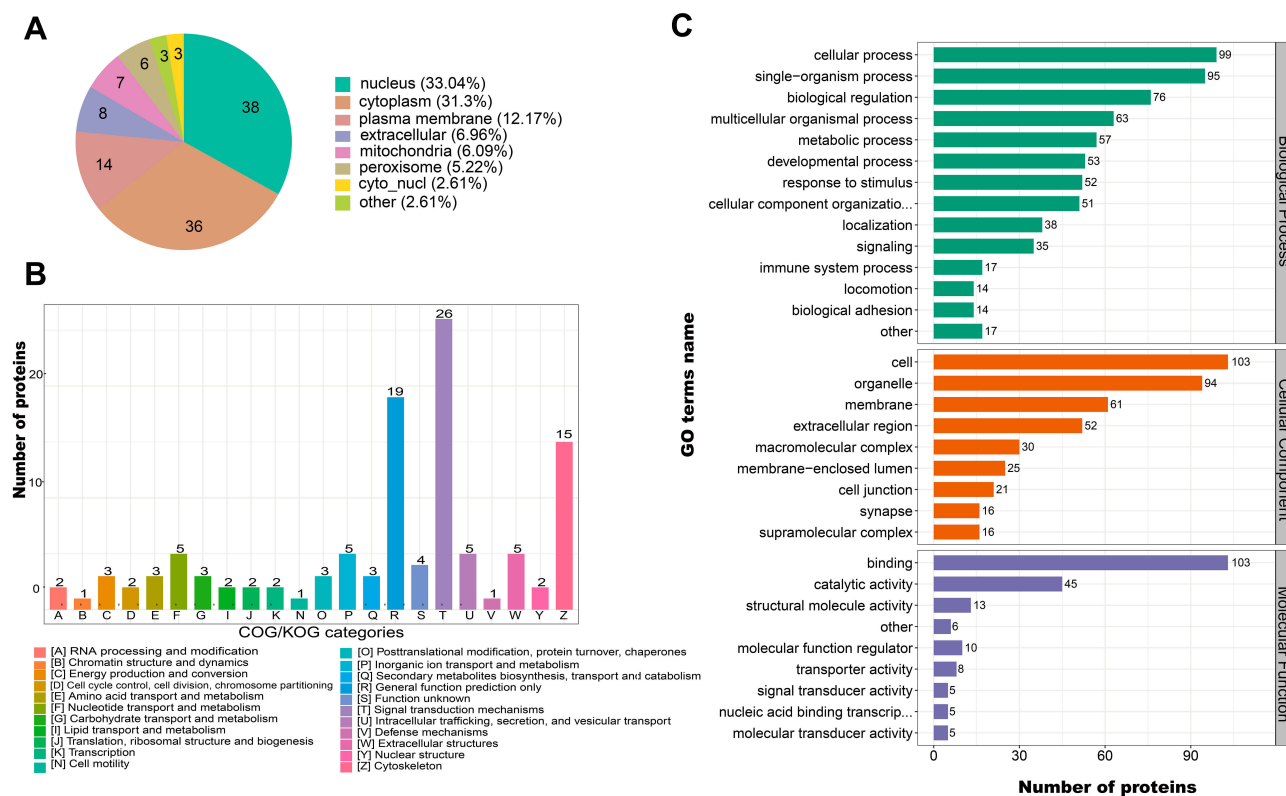 A
38
36
14
8
7
6
3
3
nucleus (33.04%)
cytoplasm (31.3%)
plasma membrane (12.17%)
extracellular (6.96%)
mitochondria (6.09%)
peroxisome (5.22%)
cyto_nucl (2.61%)
other (2.61%)
B
Number of proteins
20
10
0
2 1 3 2 3 5 3 2 2 2 1 3 5 3 19 4 26 5 1 5 2 15
A B C D E F G I J K N O P Q R S T U V W Y Z
COG/KOG categories
[A] RNA processing and modification
[B] Chromatin structure and dynamics
[C] Energy production and conversion
[D] Cell cycle control, cell division, chromosome partitioning
[E] Amino acid transport and metabolism
[F] Nucleotide transport and metabolism
[G] Carbohydrate transport and metabolism
[I] Lipid transport and metabolism
[J] Translation, ribosomal structure and biogenesis
[K] Transcription
[N] Cell motility
[O] Posttranslational modification, protein turnover, chaperones
[P] Inorganic ion transport and metabolism
[Q] Secondary metabolites biosynthesis, transport and catabolism
[R] General function prediction only
[S] Function unknown
[T] Signal transduction mechanisms
[U] Intracellular trafficking, secretion, and vesicular transport
[V] Defense mechanisms
[W] Extracellular structures
[Y] Nuclear structure
[Z] Cytoskeleton
C
GO terms name
cellular process 99
single-organism process 95
biological regulation 76
multicellular organismal process 63
metabolic process 57
developmental process 53
response to stimulus 52
cellular component organizatio... 51
localization 38
signaling 35
immune system process 17
locomotion 14
biological adhesion 14
other 17
Biological Process
cell 103
organelle 94
membrane 61
extracellular region 52
macromolecular complex 30
membrane-enclosed lumen 25
cell junction 21
synapse 16
supramolecular complex 16
Cellular Component
binding 103
catalytic activity 45
structural molecule activity 13
other 6
molecular function regulator 10
transporter activity 8
signal transducer activity 5
nucleic acid binding transcrip... 5
molecular transducer activity 5
Molecular Function
0 30 60 90
Number of proteins